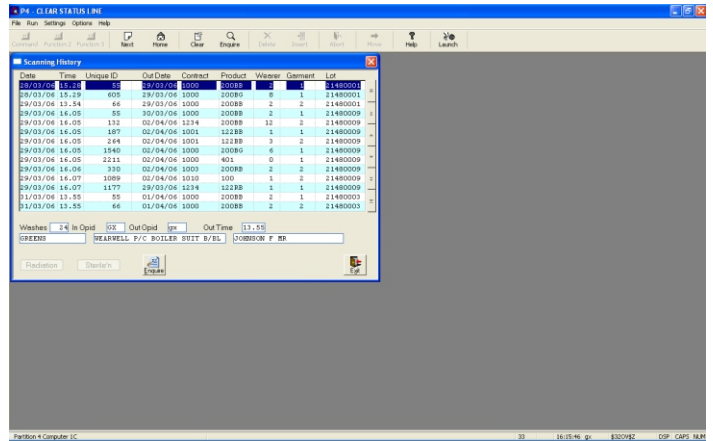 P4 - CLEAR STATUS LINE
File Run Settings Options Help
Command Function 2 Function 3 Next Home Clear Enquire Delete Insert Abort Move Help Launch
Scanning History
Date Time Unique ID Out Date Contract Product Wearer Garment Lot
28/03/06 15.28 55 29/03/06 1000 200BB 2 1 21480001
28/03/06 15.29 605 29/03/06 1000 200BG 8 1 21480001
29/03/06 13.54 66 29/03/06 1000 200BB 2 2 21480001
29/03/06 16.05 55 30/03/06 1000 200BB 2 1 21480009
29/03/06 16.05 132 02/04/06 1234 200BB 12 2 21480009
29/03/06 16.05 187 02/04/06 1001 122BB 1 1 21480009
29/03/06 16.05 264 02/04/06 1001 122BB 3 2 21480009
29/03/06 16.05 1540 02/04/06 1000 200BG 6 1 21480009
29/03/06 16.05 2211 02/04/06 1000 401 0 1 21480009
29/03/06 16.06 330 02/04/06 1003 200RB 2 2 21480009
29/03/06 16.07 1089 02/04/06 1010 100 1 2 21480009
29/03/06 16.07 1177 29/03/06 1234 122RB 1 1 21480009
31/03/06 13.55 55 01/04/06 1000 200BB 2 1 21480003
31/03/06 13.55 66 01/04/06 1000 200BB 2 2 21480003
Washes 24 In Opid GX Out Opid gx Out Time 13.55
GREENS WEARWELL P/C BOILER SUIT B/BL JOHNSON F MR
Radiation Sterile'n Enquire Exit
Partition 4 Computer 1C 33 16:15:46 gx $320V$Z DSP CAPS NUM